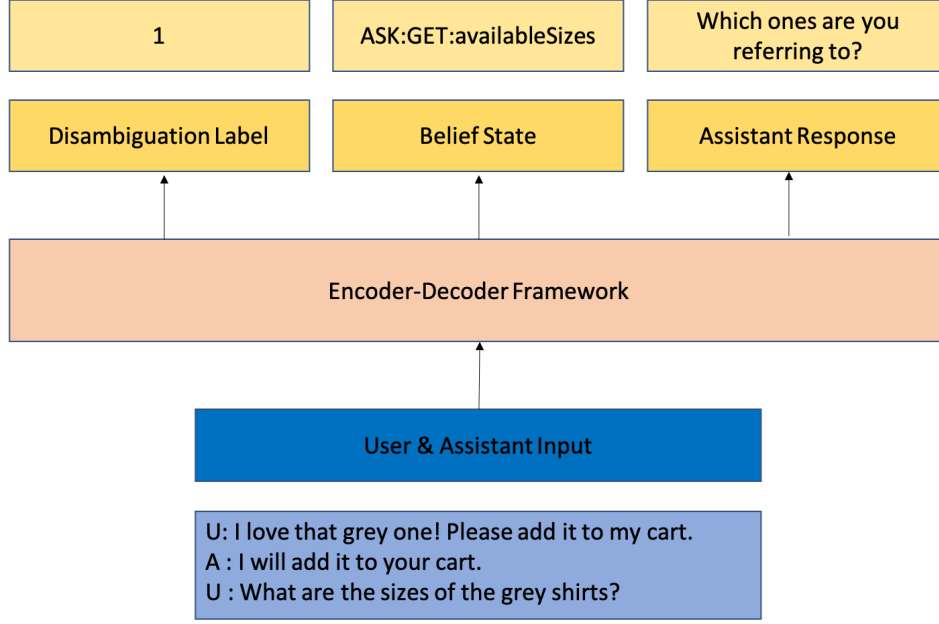 1
ASK:GET:availableSizes
Which ones are you
referring to?
Disambiguation Label
Belief State
Assistant Response
Encoder-Decoder Framework
User & Assistant Input
U: I love that grey one! Please add it to my cart.
A : I will add it to your cart.
U : What are the sizes of the grey shirts?